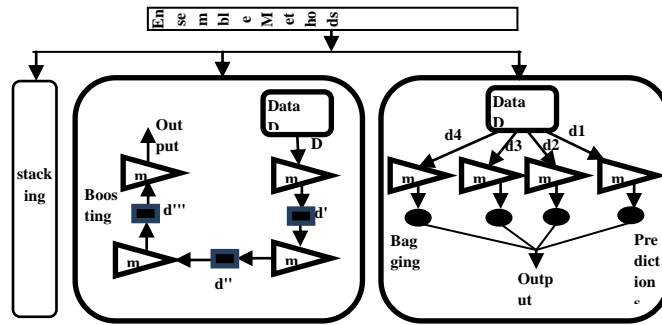 En
se
m
bl
e
M
et
ho
ds
stack
ing
Out
put
m
Boos
ting
d'''
m
d''
Data
D
D
m
d'
m
Data
D
d4
d3
d2
d1
m
m
m
m
Bag
ging
Outp
ut
Pre
dict
ion
s